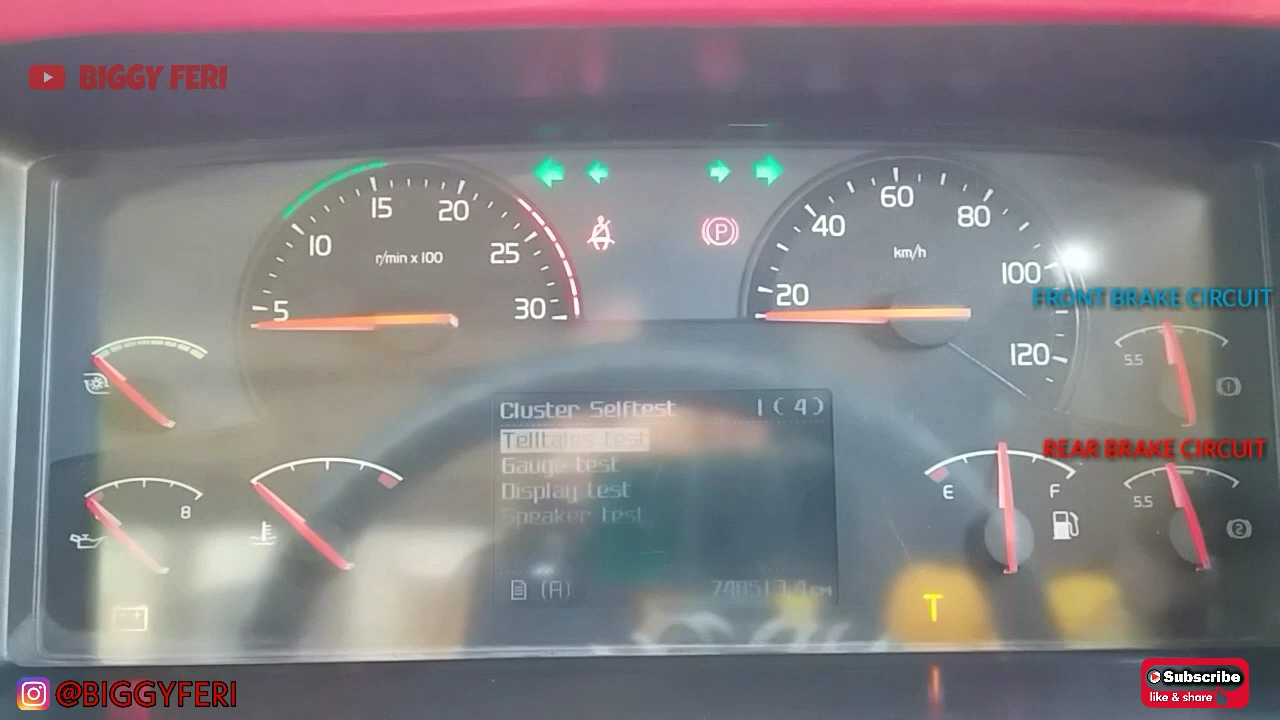 BIGGY FERI
15
20
10
25
r/min x 100
5
30
60
40
80
km/h
100
20
120
FRONT BRAKE CIRCUIT
5.5
P
1
Cluster Selftest 1(4)
Telltales test
Gauge test
Display test
Speaker test
(A)
REAR BRAKE CIRCUIT
E
F
5.5
2
8
T
@BIGGYFERI
Subscribe
like & share